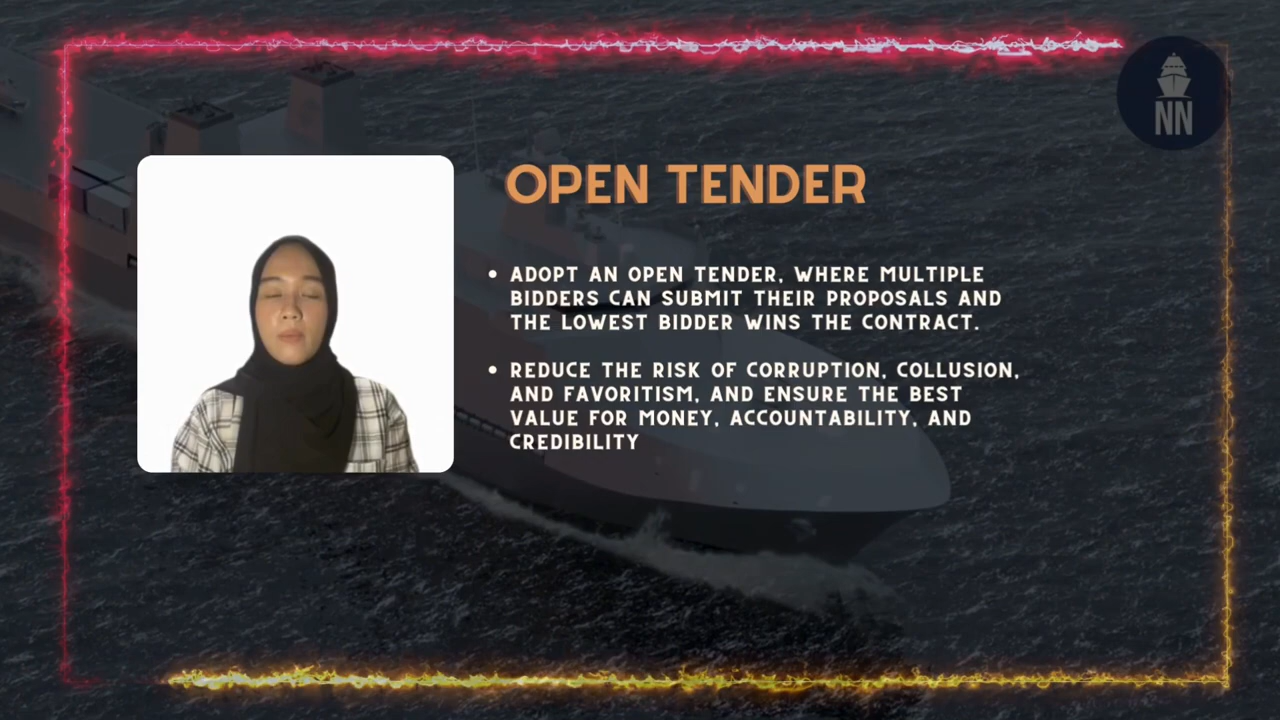 NN
OPEN TENDER
• ADOPT AN OPEN TENDER, WHERE MULTIPLE
BIDDERS CAN SUBMIT THEIR PROPOSALS AND
THE LOWEST BIDDER WINS THE CONTRACT.
• REDUCE THE RISK OF CORRUPTION, COLLUSION,
AND FAVORITISM, AND ENSURE THE BEST
VALUE FOR MONEY, ACCOUNTABILITY, AND
CREDIBILITY